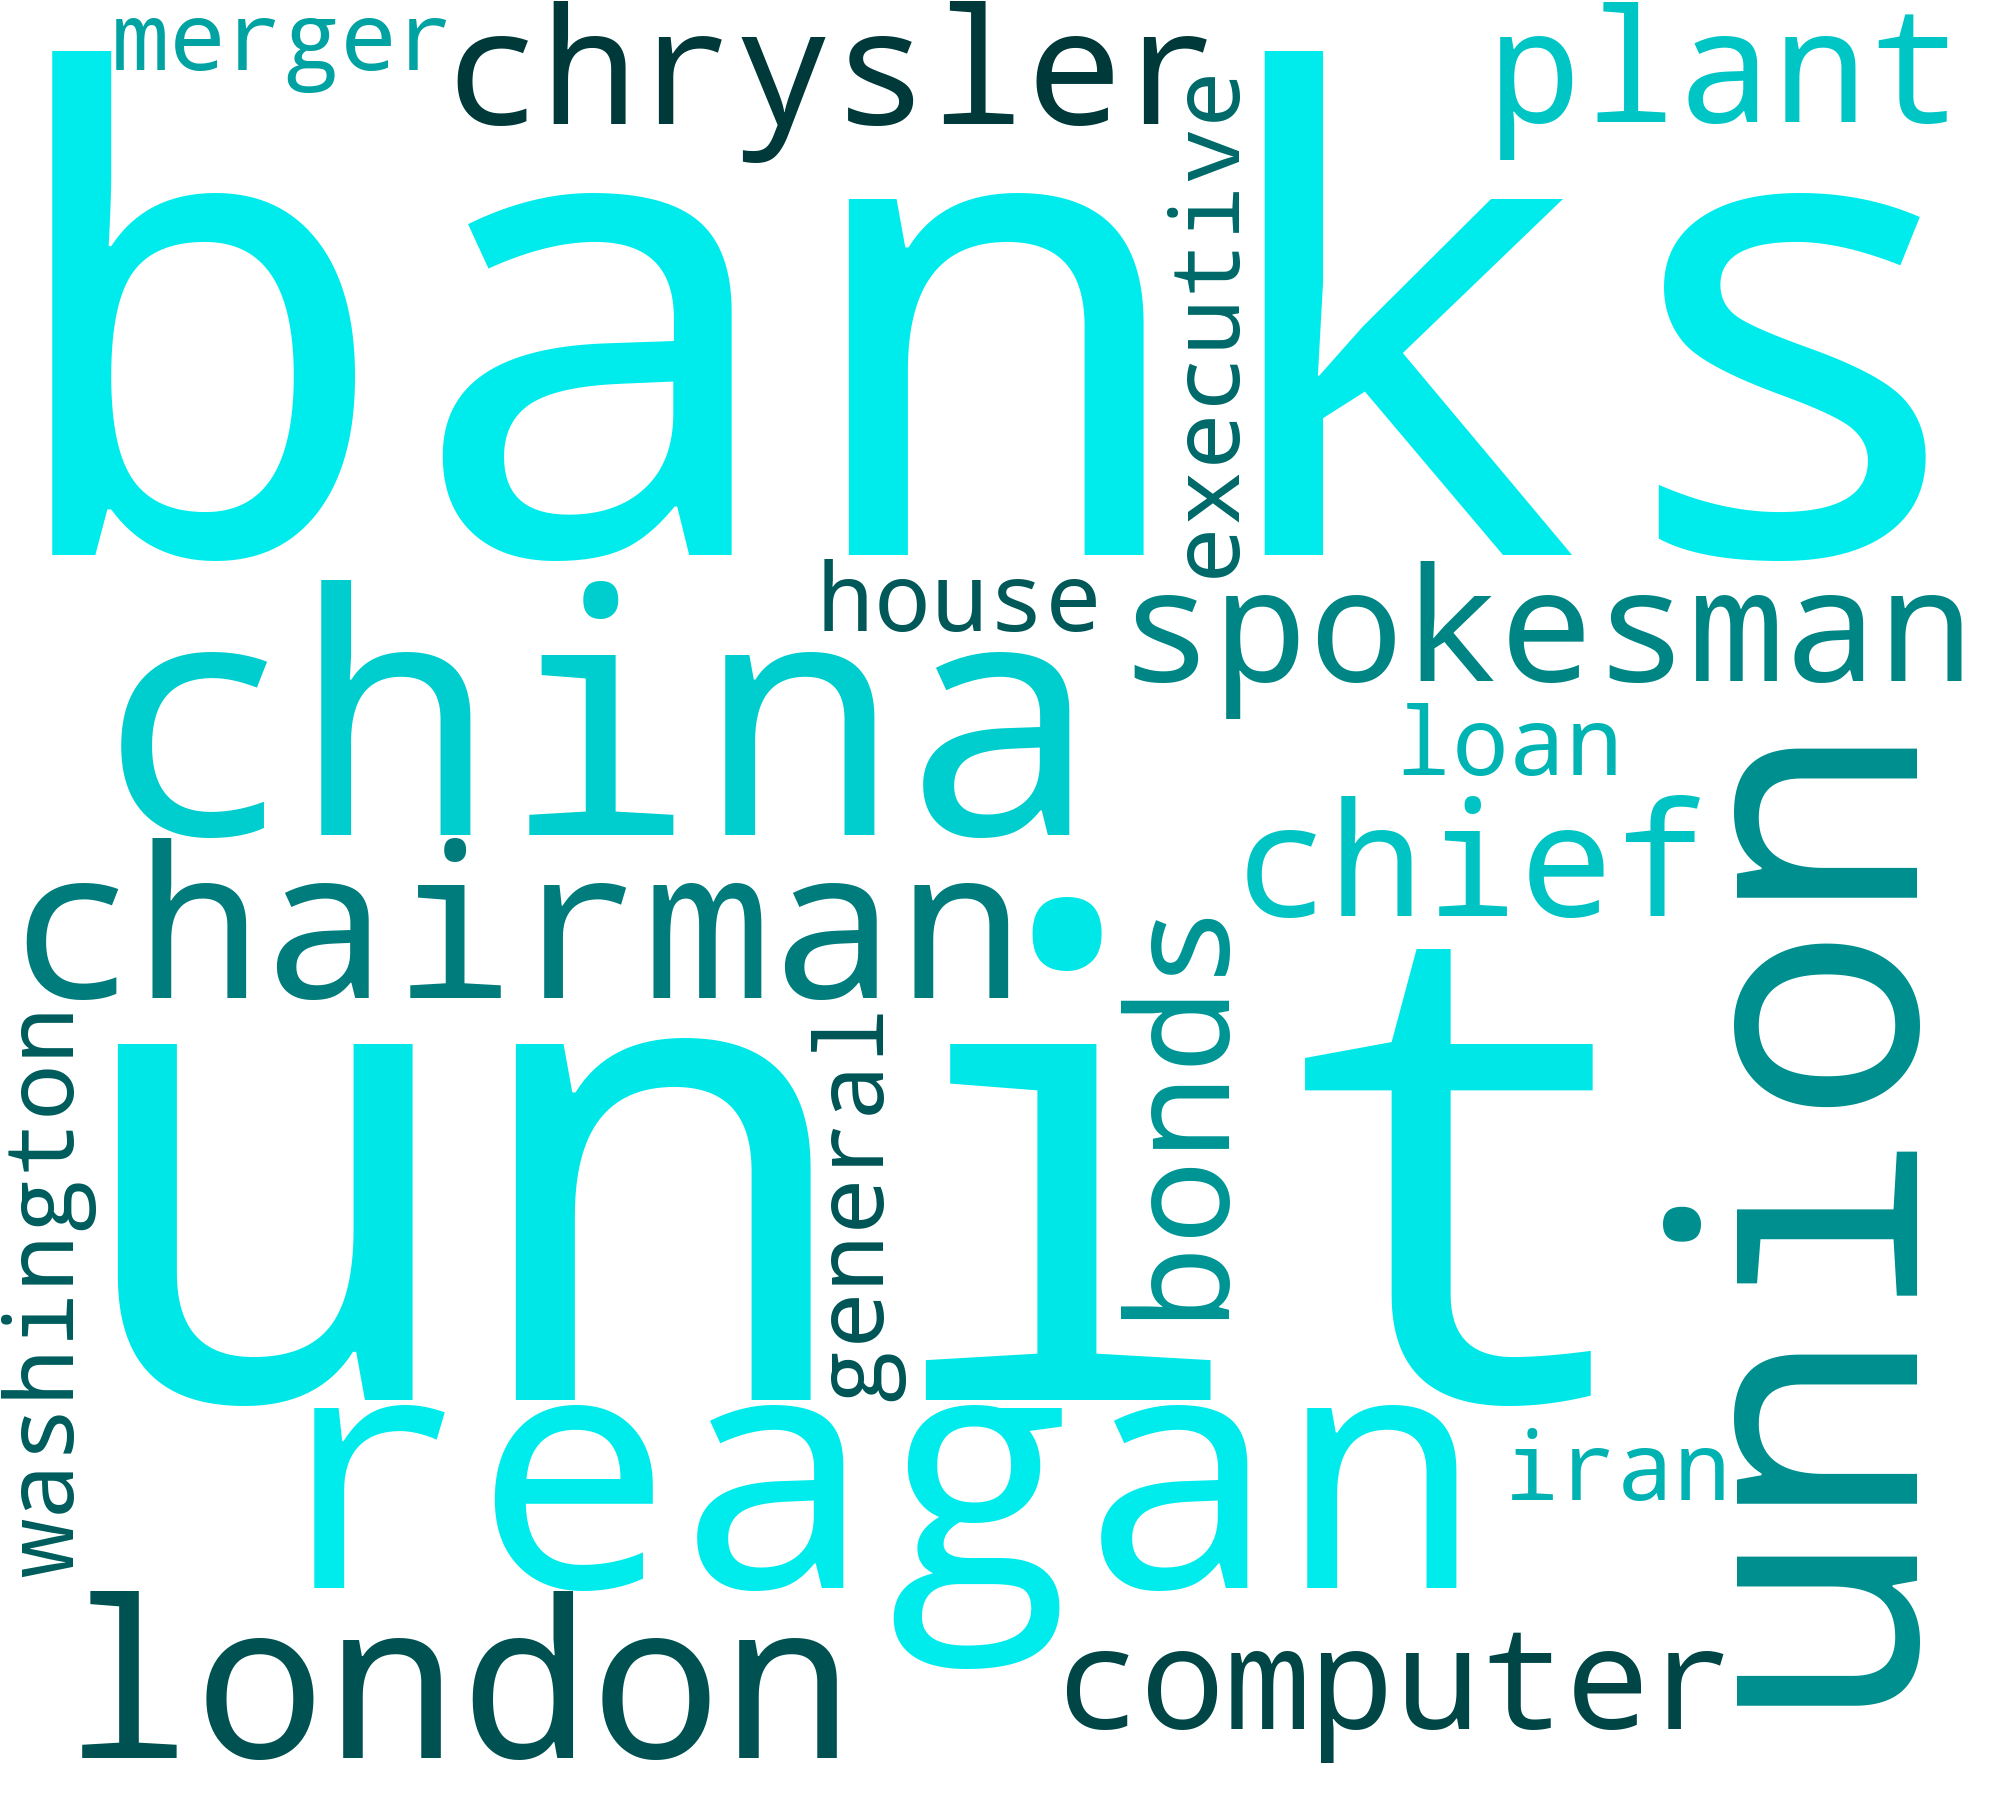 merger
chrysler
plant
banks
executive
house
spokesman
china
loan
chief
chairman
union
bonds
unit
general
washington
reagan
iran
london
computer